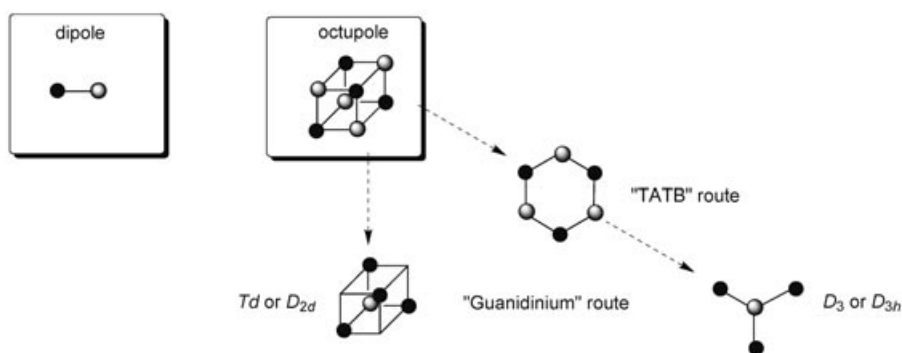 dipole
octupole
"TATB" route
Td or D2d
"Guanidinium" route
D3 or D3h